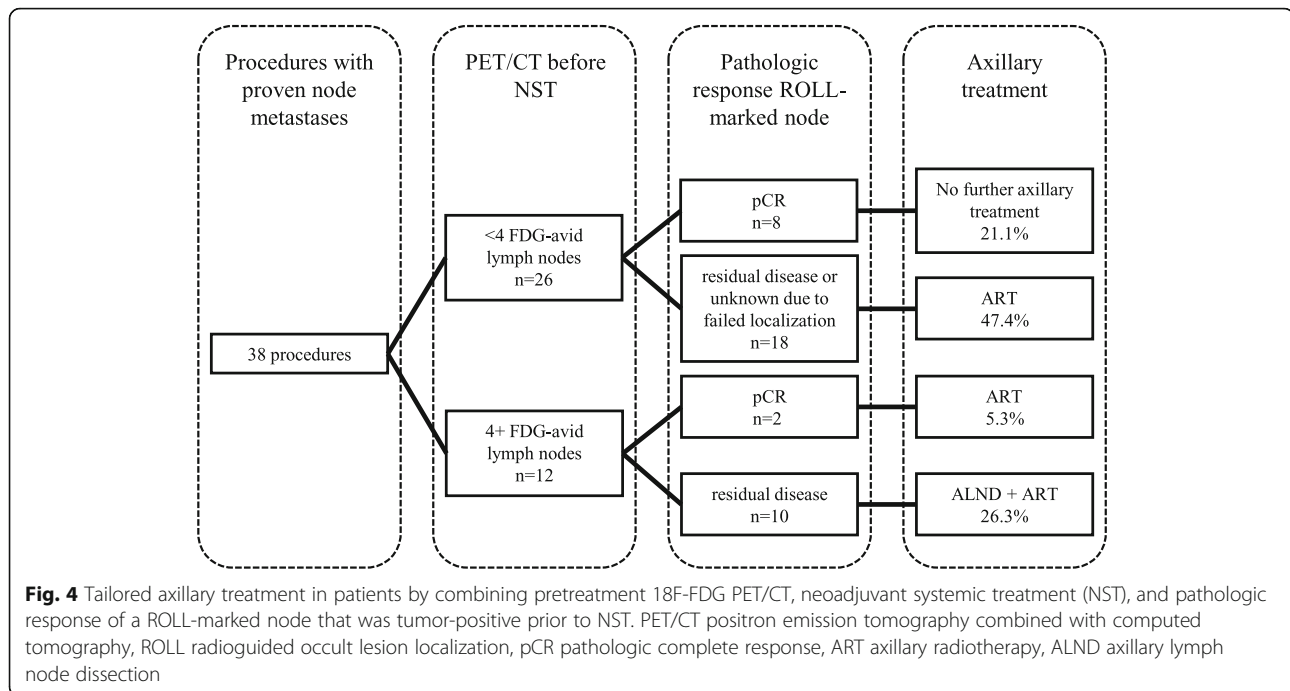 Procedures with
proven node
metastases
PET/CT before
NST
Pathologic
response ROLL-
marked node
Axillary
treatment
38 procedures
<4 FDG-avid
lymph nodes
n=26
4+ FDG-avid
lymph nodes
n=12
pCR
n=8
residual disease or
unknown due to
failed localization
n=18
pCR
n=2
residual disease
n=10
No further axillary
treatment
21.1%
ART
47.4%
ART
5.3%
ALND + ART
26.3%
Fig. 4 Tailored axillary treatment in patients by combining pretreatment 18F-FDG PET/CT, neoadjuvant systemic treatment (NST), and pathologic
response of a ROLL-marked node that was tumor-positive prior to NST. PET/CT positron emission tomography combined with computed
tomography, ROLL radioguided occult lesion localization, pCR pathologic complete response, ART axillary radiotherapy, ALND axillary lymph
node dissection